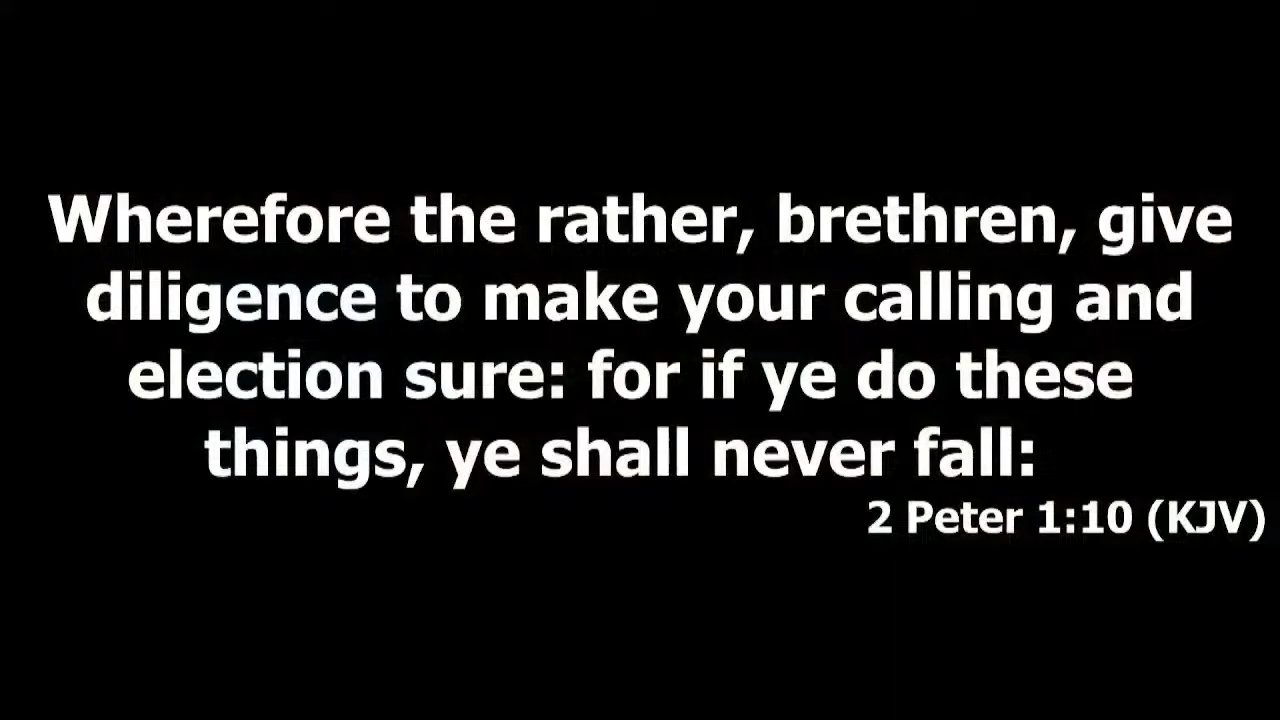 Wherefore the rather, brethren, give
diligence to make your calling and
election sure: for if ye do these
things, ye shall never fall:
2 Peter 1:10 (KJV)